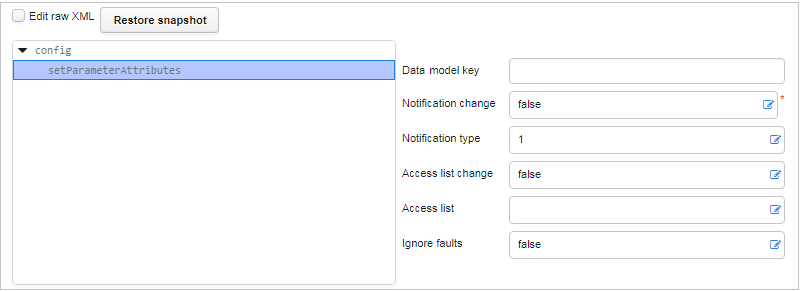 Edit raw XML
Restore snapshot
config
setParameterAttributes
Data model key
Notification change
false
*
Notification type
1
Access list change
false
Access list
Ignore faults
false